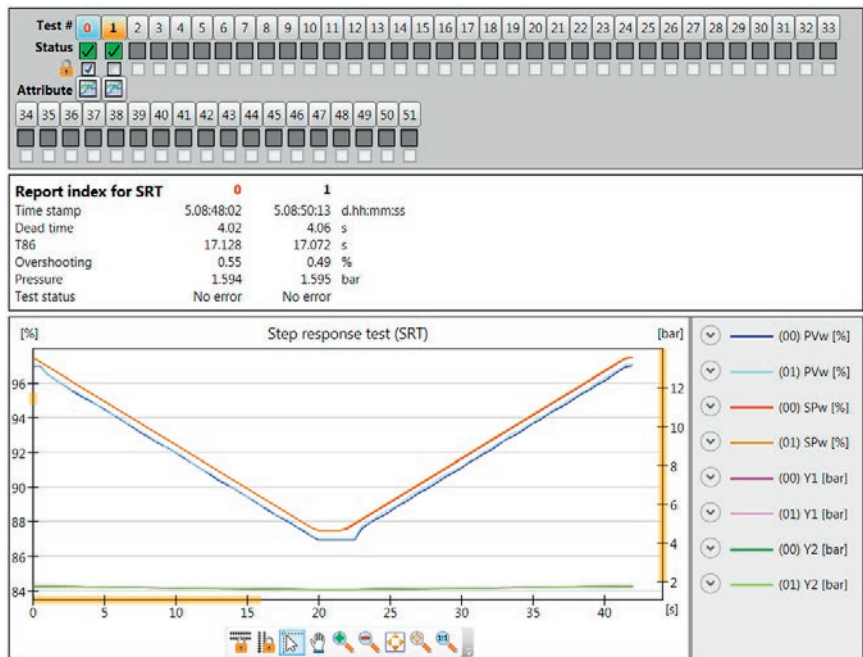 Test # 0 1 2 3 4 5 6 7 8 9 10 11 12 13 14 15 16 17 18 19 20 21 22 23 24 25 26 27 28 29 30 31 32 33
Status
Attribute
34 35 36 37 38 39 40 41 42 43 44 45 46 47 48 49 50 51
Report index for SRT 0 1
Time stamp 5.08:48:02 5.08:50:13 d.hh:mm:ss
Dead time 4.02 4.06 s
T86 17.128 17.072 s
Overshooting 0.55 0.49 %
Pressure 1.594 1.595 bar
Test status No error No error
[%] Step response test (SRT) [bar]
96
94
92
90
88
86
84
12
10
8
6
4
2
0 5 10 15 20 25 30 35 40 [s]
(00) PVw [%]
(01) PVw [%]
(00) SPw [%]
(01) SPw [%]
(00) Y1 [bar]
(01) Y1 [bar]
(00) Y2 [bar]
(01) Y2 [bar]
1:1